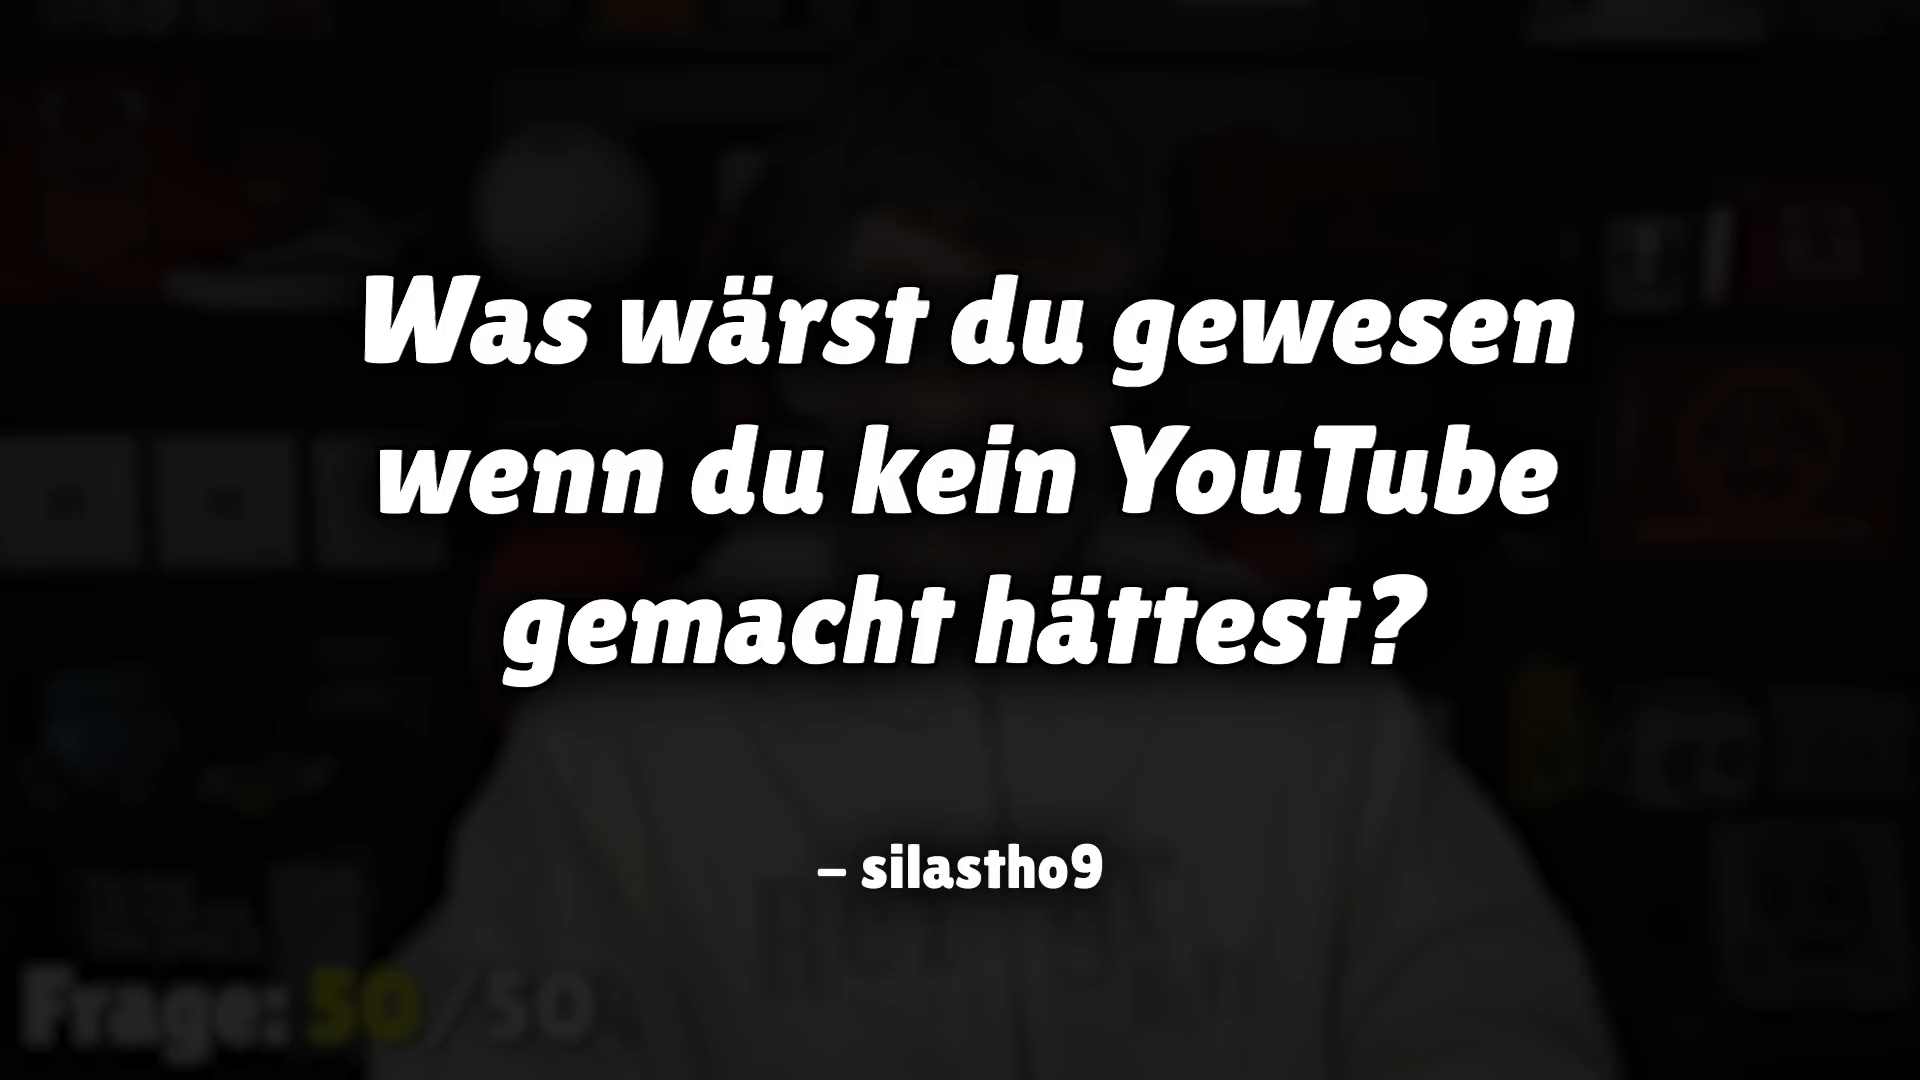 Was wärst du gewesen
wenn du kein YouTube
gemacht hättest?
– silastho9
Frage: 50/50